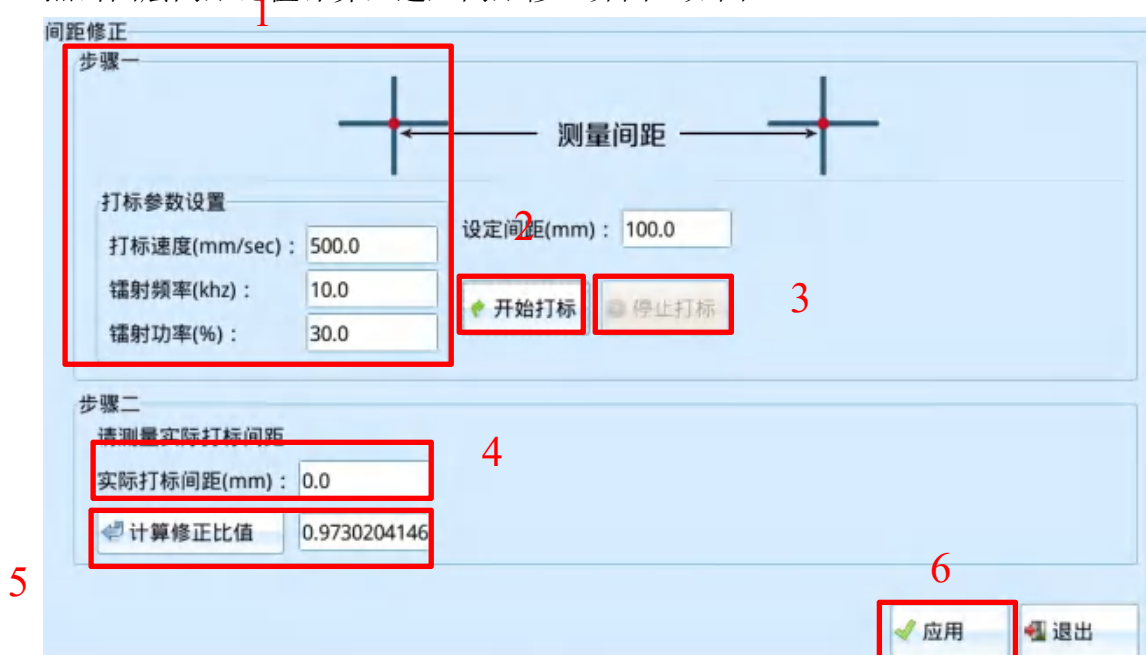 1
间距修正
步骤一
测量间距
打标参数设置
2
设定间距(mm)： 100.0
打标速度(mm/sec)： 500.0
镭射频率(khz)： 10.0
开始打标 停止打标 3
镭射功率(%)： 30.0
步骤二
请测量实际打标间距
4
实际打标间距(mm)： 0.0
计算修正比值 0.9730204146
5
6
应用 退出